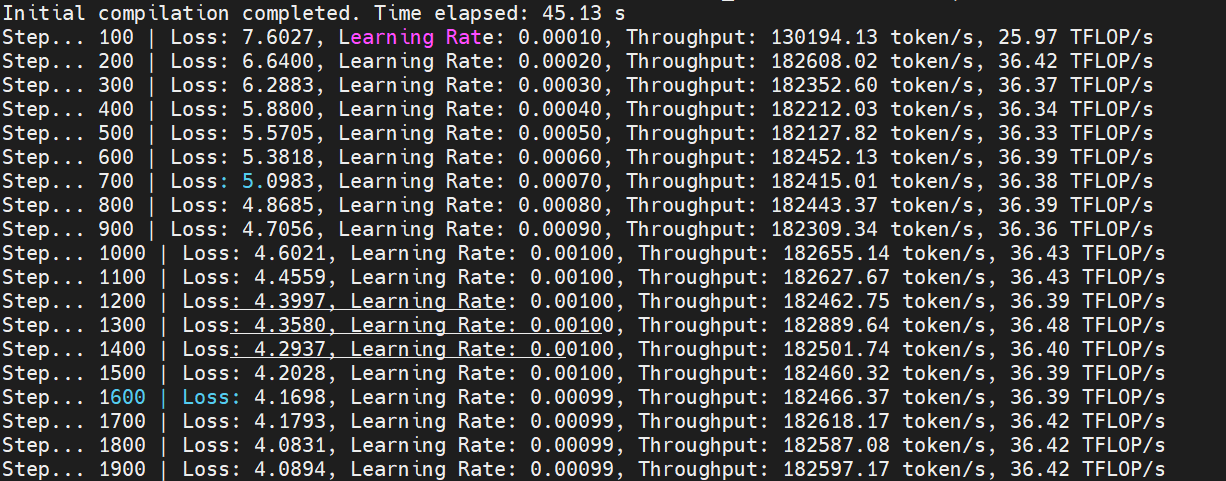 Initial compilation completed. Time elapsed: 45.13 s
Step... 100 | Loss: 7.6027, Learning Rate: 0.00010, Throughput: 130194.13 token/s, 25.97 TFLOP/s
Step... 200 | Loss: 6.6400, Learning Rate: 0.00020, Throughput: 182608.02 token/s, 36.42 TFLOP/s
Step... 300 | Loss: 6.2883, Learning Rate: 0.00030, Throughput: 182352.60 token/s, 36.37 TFLOP/s
Step... 400 | Loss: 5.8800, Learning Rate: 0.00040, Throughput: 182212.03 token/s, 36.34 TFLOP/s
Step... 500 | Loss: 5.5705, Learning Rate: 0.00050, Throughput: 182127.82 token/s, 36.33 TFLOP/s
Step... 600 | Loss: 5.3818, Learning Rate: 0.00060, Throughput: 182452.13 token/s, 36.39 TFLOP/s
Step... 700 | Loss: 5.0983, Learning Rate: 0.00070, Throughput: 182415.01 token/s, 36.38 TFLOP/s
Step... 800 | Loss: 4.8685, Learning Rate: 0.00080, Throughput: 182443.37 token/s, 36.39 TFLOP/s
Step... 900 | Loss: 4.7056, Learning Rate: 0.00090, Throughput: 182309.34 token/s, 36.36 TFLOP/s
Step... 1000 | Loss: 4.6021, Learning Rate: 0.00100, Throughput: 182655.14 token/s, 36.43 TFLOP/s
Step... 1100 | Loss: 4.4559, Learning Rate: 0.00100, Throughput: 182627.67 token/s, 36.43 TFLOP/s
Step... 1200 | Loss: 4.3997, Learning Rate: 0.00100, Throughput: 182462.75 token/s, 36.39 TFLOP/s
Step... 1300 | Loss: 4.3580, Learning Rate: 0.00100, Throughput: 182889.64 token/s, 36.48 TFLOP/s
Step... 1400 | Loss: 4.2937, Learning Rate: 0.00100, Throughput: 182501.74 token/s, 36.40 TFLOP/s
Step... 1500 | Loss: 4.2028, Learning Rate: 0.00100, Throughput: 182460.32 token/s, 36.39 TFLOP/s
Step... 1600 | Loss: 4.1698, Learning Rate: 0.00099, Throughput: 182466.37 token/s, 36.39 TFLOP/s
Step... 1700 | Loss: 4.1793, Learning Rate: 0.00099, Throughput: 182618.17 token/s, 36.42 TFLOP/s
Step... 1800 | Loss: 4.0831, Learning Rate: 0.00099, Throughput: 182587.08 token/s, 36.42 TFLOP/s
Step... 1900 | Loss: 4.0894, Learning Rate: 0.00099, Throughput: 182597.17 token/s, 36.42 TFLOP/s